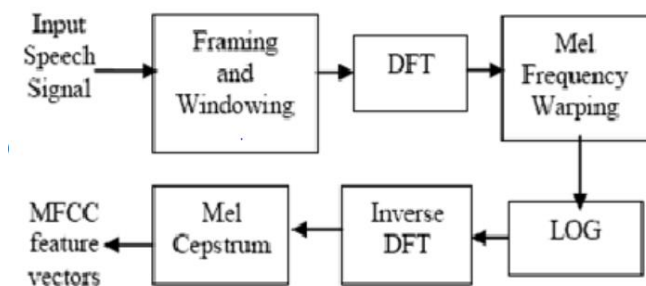 Input
Speech
Signal
Framing
and
Windowing
DFT
Mel
Frequency
Warping
LOG
Inverse
DFT
Mel
Cepstrum
MFCC
feature
vectors